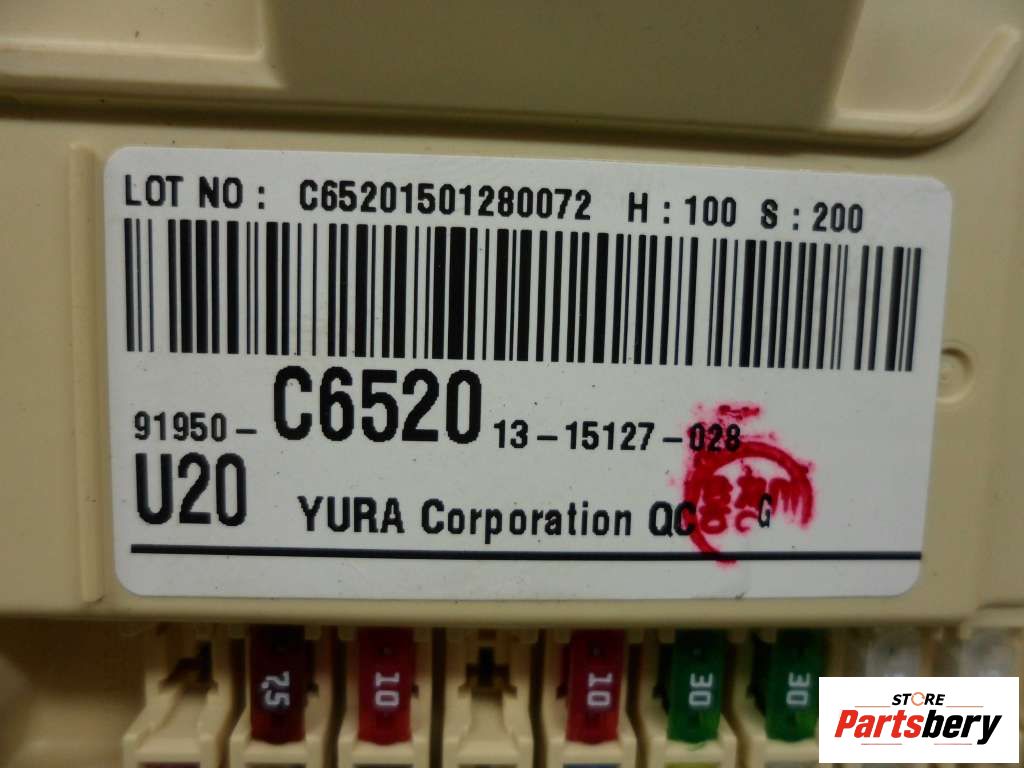 LOT NO : C65201501280072 H : 100 S : 200
91950- C6520 13-15127-028
U20 YURA Corporation QC G
7.5 10 10 30 30
STORE
Partsbery